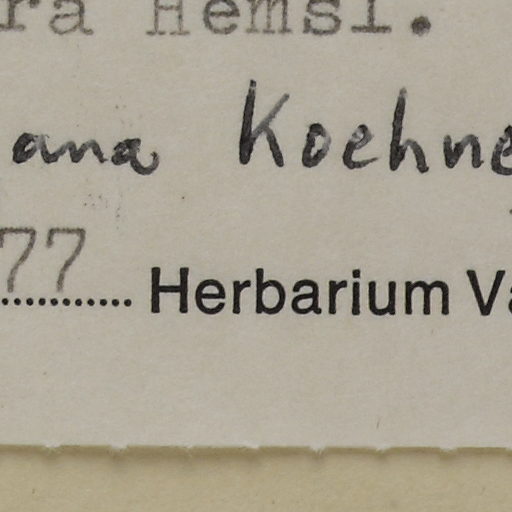 ra Hemsl.
ana Koehne
77 Herbarium Va